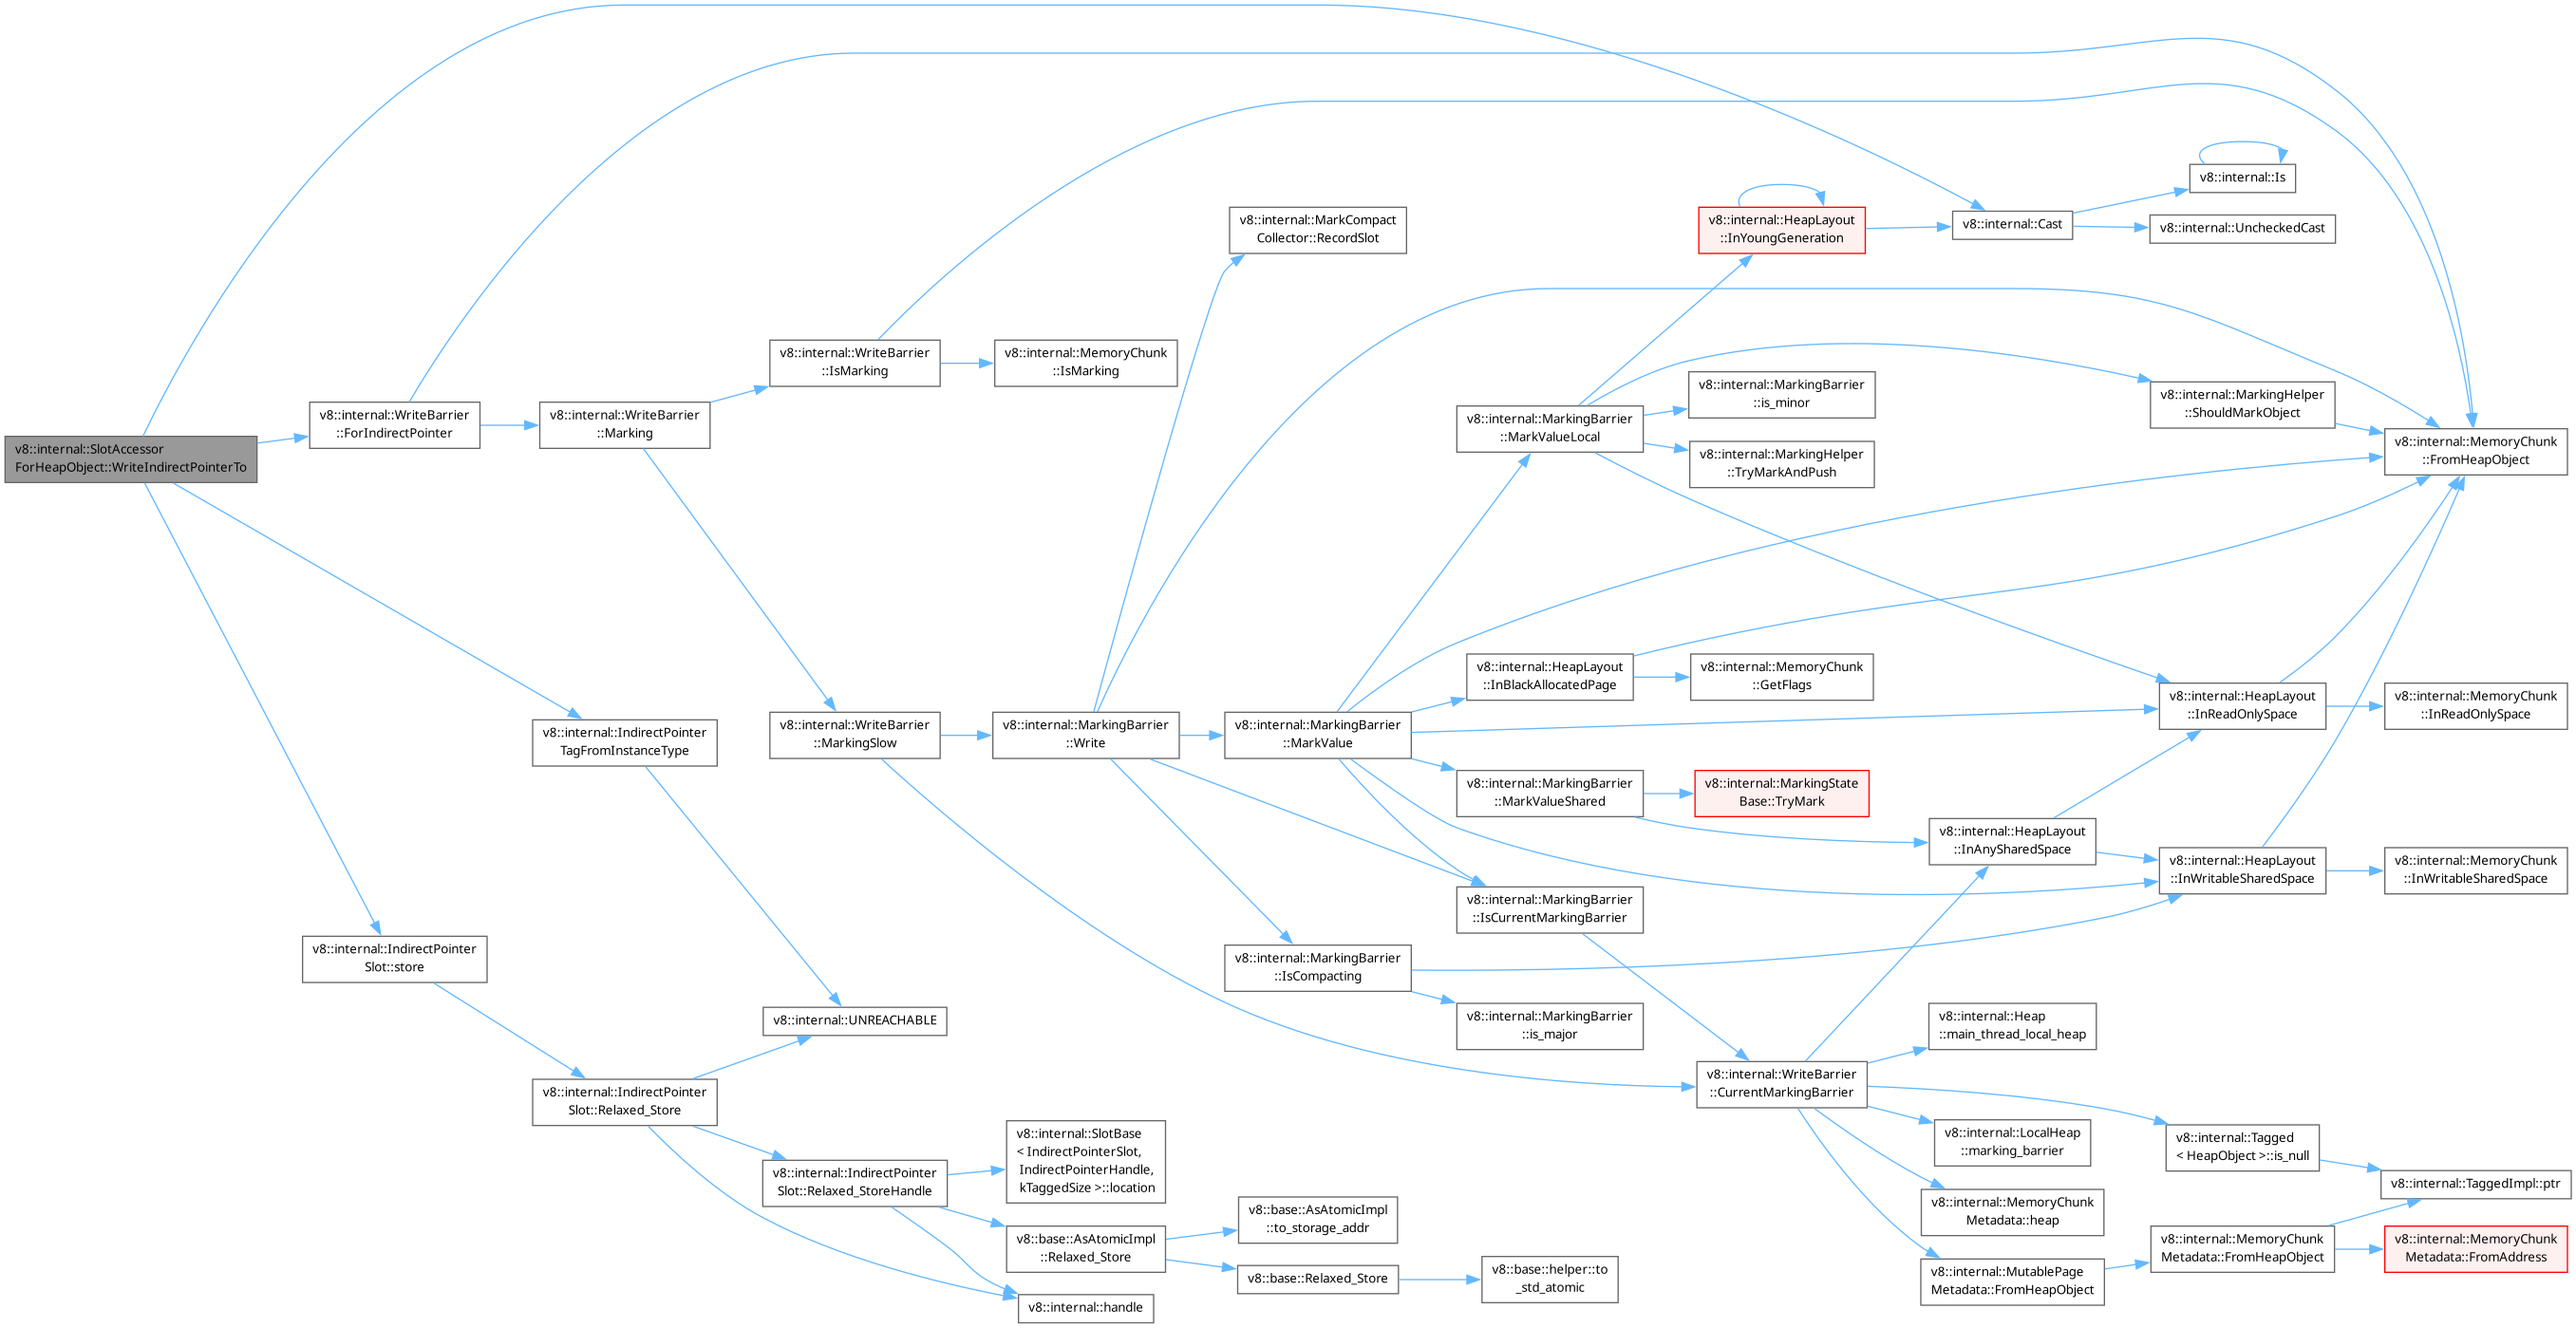 v8::internal::SlotAccessor
ForHeapObject::WriteIndirectPointerTo
v8::internal::WriteBarrier
::ForIndirectPointer
v8::internal::WriteBarrier
::Marking
v8::internal::WriteBarrier
::IsMarking
v8::internal::MemoryChunk
::IsMarking
v8::internal::MarkCompact
Collector::RecordSlot
v8::internal::HeapLayout
::InYoungGeneration
v8::internal::Cast
v8::internal::Is
v8::internal::UncheckedCast
v8::internal::MarkingBarrier
::MarkValueLocal
v8::internal::MarkingBarrier
::is_minor
v8::internal::MarkingHelper
::TryMarkAndPush
v8::internal::MarkingHelper
::ShouldMarkObject
v8::internal::MemoryChunk
::FromHeapObject
v8::internal::IndirectPointer
TagFromInstanceType
v8::internal::WriteBarrier
::MarkingSlow
v8::internal::MarkingBarrier
::Write
v8::internal::MarkingBarrier
::MarkValue
v8::internal::HeapLayout
::InBlackAllocatedPage
v8::internal::MemoryChunk
::GetFlags
v8::internal::HeapLayout
::InReadOnlySpace
v8::internal::MemoryChunk
::InReadOnlySpace
v8::internal::MarkingBarrier
::MarkValueShared
v8::internal::MarkingState
Base::TryMark
v8::internal::HeapLayout
::InAnySharedSpace
v8::internal::HeapLayout
::InWritableSharedSpace
v8::internal::MemoryChunk
::InWritableSharedSpace
v8::internal::MarkingBarrier
::IsCurrentMarkingBarrier
v8::internal::IndirectPointer
Slot::store
v8::internal::MarkingBarrier
::IsCompacting
v8::internal::MarkingBarrier
::is_major
v8::internal::UNREACHABLE
v8::internal::Heap
::main_thread_local_heap
v8::internal::WriteBarrier
::CurrentMarkingBarrier
v8::internal::IndirectPointer
Slot::Relaxed_Store
v8::internal::LocalHeap
::marking_barrier
v8::internal::Tagged
< HeapObject >::is_null
v8::internal::SlotBase
< IndirectPointerSlot,
IndirectPointerHandle,
kTaggedSize >::location
v8::internal::IndirectPointer
Slot::Relaxed_StoreHandle
v8::internal::TaggedImpl::ptr
v8::internal::MemoryChunk
Metadata::heap
v8::base::AsAtomicImpl
::to_storage_addr
v8::base::AsAtomicImpl
::Relaxed_Store
v8::internal::MemoryChunk
Metadata::FromHeapObject
v8::internal::MemoryChunk
Metadata::FromAddress
v8::base::Relaxed_Store
v8::base::helper::to
_std_atomic
v8::internal::MutablePage
Metadata::FromHeapObject
v8::internal::handle